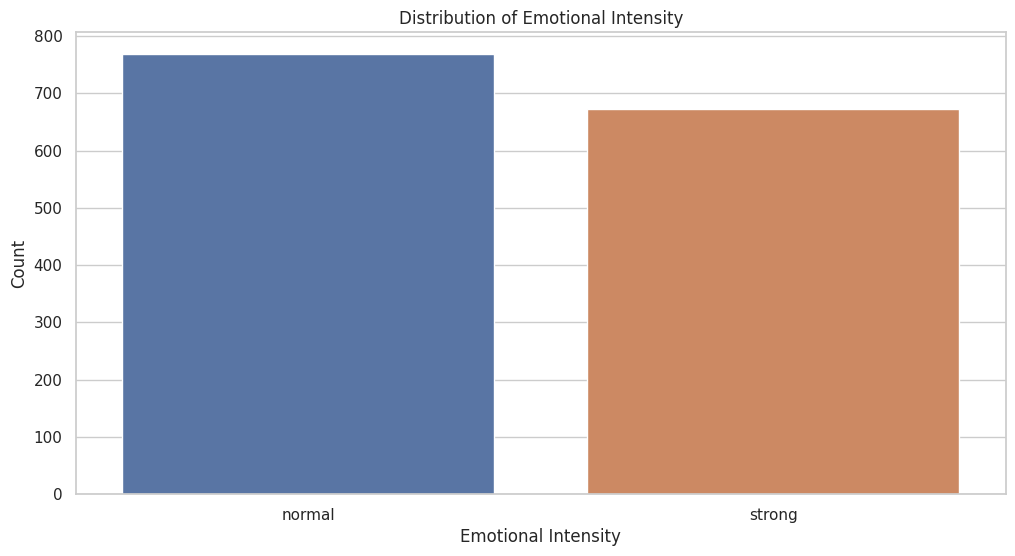 Distribution of Emotional Intensity
800
700
600
500
400
300
200
100
0
Count
normal strong
Emotional Intensity